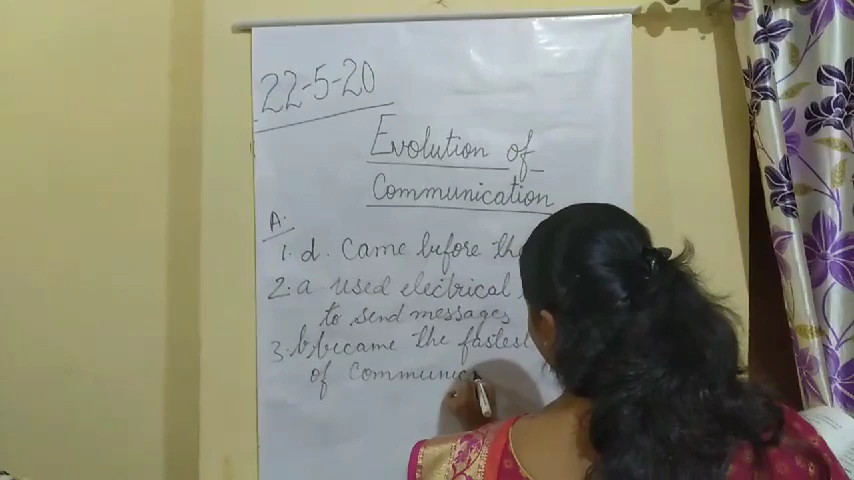 22-5-20
Evolution of
Communication
A.
1. d. Came before the
2. a used electrical
to send messages
3. b, became the fastest
of Communic